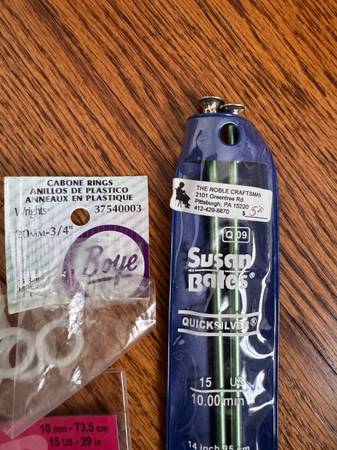 CABONE RINGS
ANILLOS DE PLASTICO
ANNEAUX EN PLASTIQUE
Wrights® 37540003
20MM-3/4"
Boye
10 mm - 73.5 cm
15 US - 29 in
THE NOBLE CRAFTSMAN
2101 Greentree Rd.
Pittsburgh, PA 15220
412-429-8870
$
Q 09
Susan
Bates®
QUICKSILVER®
15 US
10.00mm
14 inch